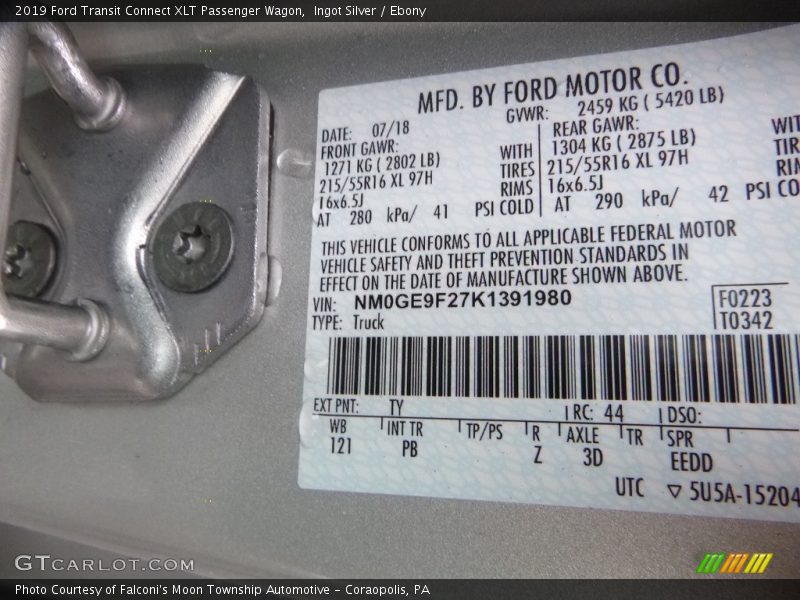 2019 Ford Transit Connect XLT Passenger Wagon,  Ingot Silver / Ebony
MFD. BY FORD MOTOR CO.
DATE: 07/18
GVWR: 2459 KG ( 5420 LB)
FRONT GAWR:
1271 KG ( 2802 LB) WITH
215/55R16 XL 97H TIRES
16x6.5J RIMS
AT 280 kPa/ 41 PSI COLD
REAR GAWR:
1304 KG ( 2875 LB) WIT
215/55R16 XL 97H TIR
16x6.5J RI
AT 290 kPa/ 42 PSI CO
THIS VEHICLE CONFORMS TO ALL APPLICABLE FEDERAL MOTOR
VEHICLE SAFETY AND THEFT PREVENTION STANDARDS IN
EFFECT ON THE DATE OF MANUFACTURE SHOWN ABOVE.
VIN: NM0GE9F27K1391980
TYPE: Truck
F0223
T0342
EXT PNT: TY RC: 44 DSO:
WB INT TR TP/PS R AXLE TR SPR
121 PB Z 3D EEDD
UTC ▽ 5U5A-15204
GTCARLOT.COM
Photo Courtesy of Falconi's Moon Township Automotive – Coraopolis, PA